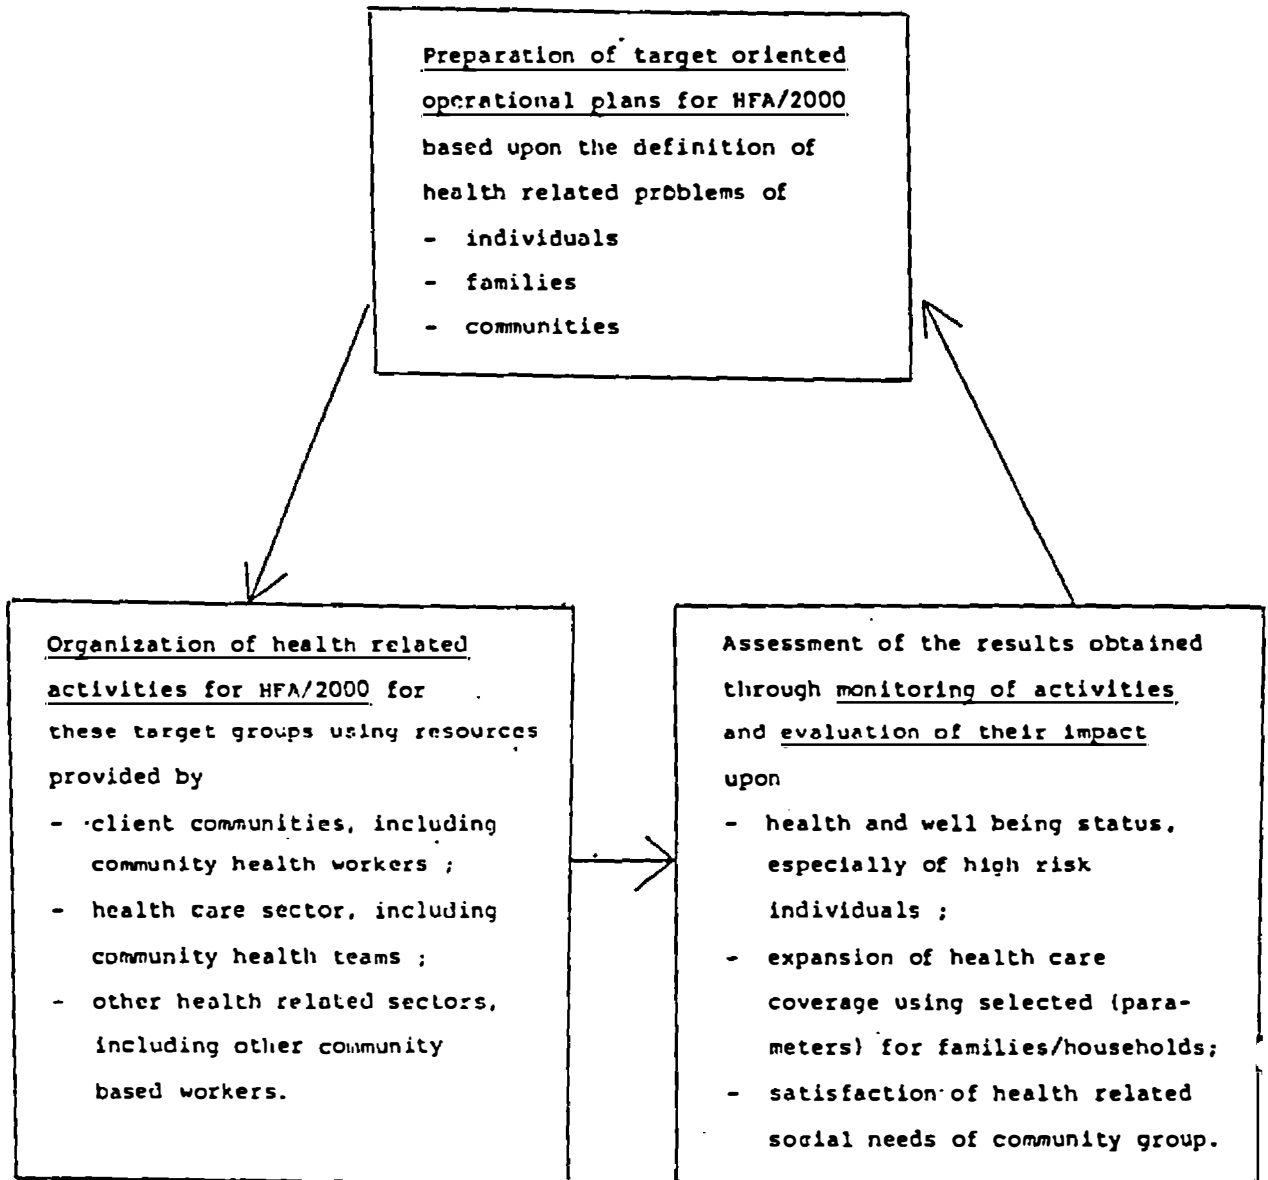 Preparation of target oriented
operational plans for HFA/2000
based upon the definition of
health related problems of
- individuals
- families
- communities
Organization of health related
activities for HFA/2000 for
these target groups using resources
provided by
- client communities, including
community health workers ;
- health care sector, including
community health teams ;
- other health related sectors,
including other community
based workers.
Assessment of the results obtained
through monitoring of activities
and evaluation of their impact
upon
- health and well being status,
especially of high risk
individuals ;
- expansion of health care
coverage using selected (para-
meters) for families/households;
- satisfaction of health related
social needs of community group.